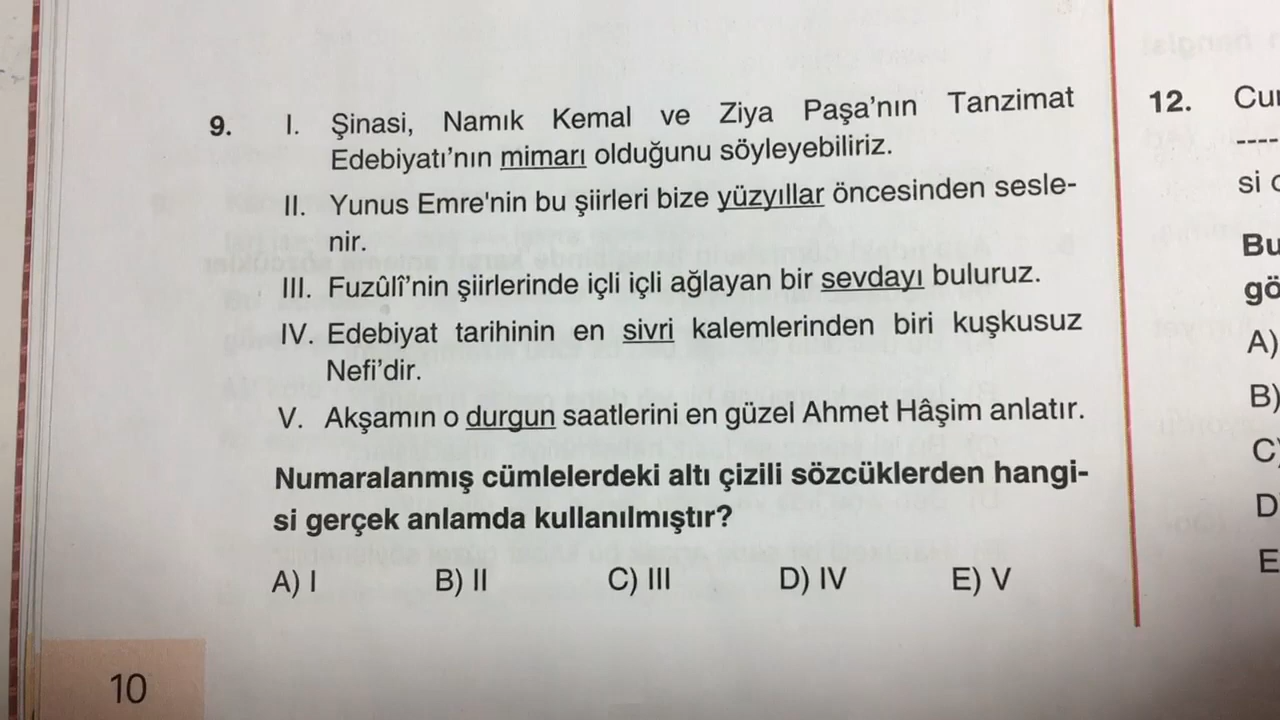 9. I. Şinasi, Namık Kemal ve Ziya Paşa'nın Tanzimat
Edebiyatı'nın mimarı olduğunu söyleyebiliriz.
II. Yunus Emre'nin bu şiirleri bize yüzyıllar öncesinden sesle-
nir.
III. Fuzûlî'nin şiirlerinde içli içli ağlayan bir sevdayı buluruz.
IV. Edebiyat tarihinin en sivri kalemlerinden biri kuşkusuz
Nefi'dir.
V. Akşamın o durgun saatlerini en güzel Ahmet Hâşim anlatır.
Numaralanmış cümlelerdeki altı çizili sözcüklerden hangi-
si gerçek anlamda kullanılmıştır?
A) I B) II C) III D) IV E) V
10
12.
----
si
A)
B)
C)
D
E